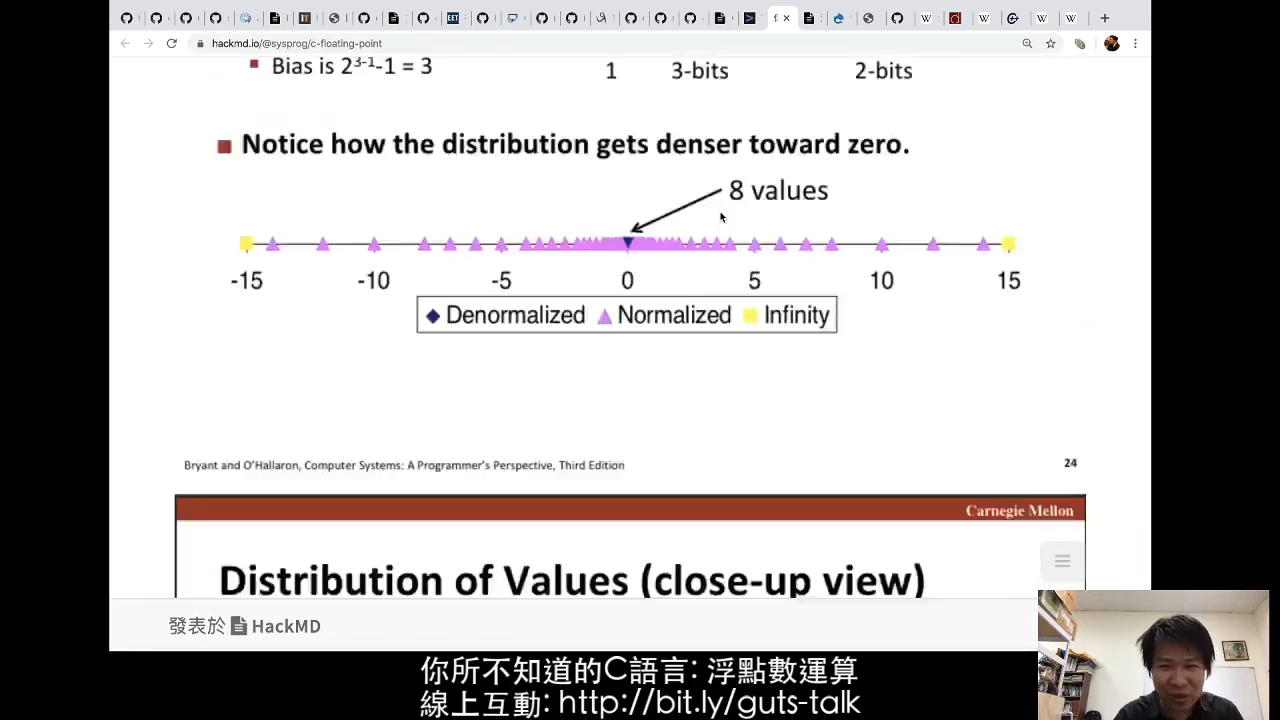 hackmd.io/@sysprog/c-floating-point
Bias is 2³⁻¹-1 = 3
1 3-bits 2-bits
Notice how the distribution gets denser toward zero.
8 values
-15 -10 -5 0 5 10 15
Denormalized Normalized Infinity
Bryant and O'Hallaron, Computer Systems: A Programmer's Perspective, Third Edition 24
Carnegie Mellon
Distribution of Values (close-up view)
發表於 HackMD
你所不知道的C語言: 浮點數運算
線上互動: http://bit.ly/guts-talk